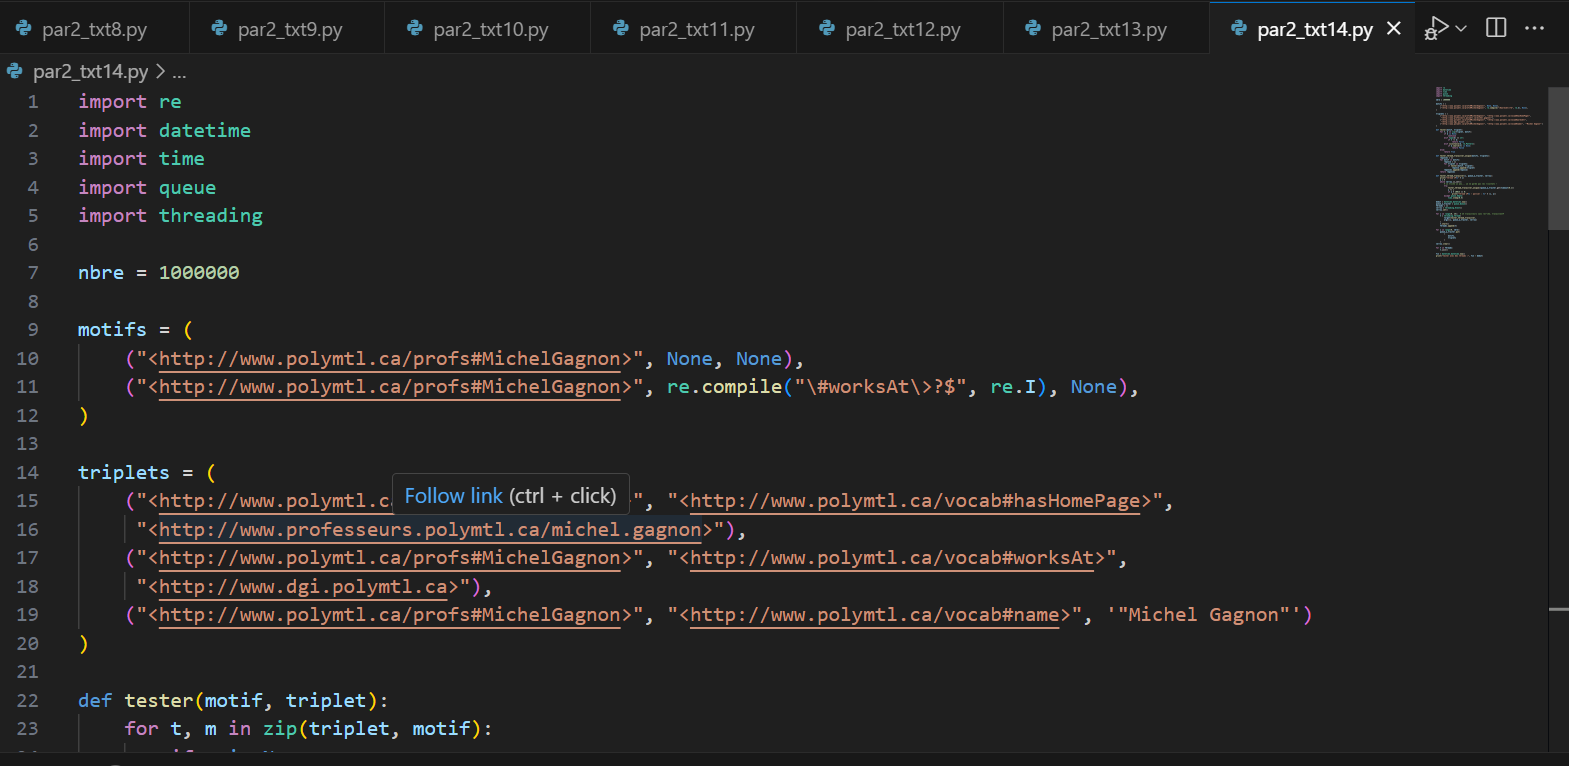 par2_txt8.py par2_txt9.py par2_txt10.py par2_txt11.py par2_txt12.py par2_txt13.py par2_txt14.py
par2_txt14.py > ...
1 import re
2 import datetime
3 import time
4 import queue
5 import threading
6
7 nbre = 1000000
8
9 motifs = (
10     ("<http://www.polymtl.ca/profs#MichelGagnon>", None, None),
11     ("<http://www.polymtl.ca/profs#MichelGagnon>", re.compile("\#worksAt\>?$", re.I), None),
12 )
13
14 triplets = (
Follow link (ctrl + click)
15     ("<http://www.polymtl.c ", "<http://www.polymtl.ca/vocab#hasHomePage>",
16      "<http://www.professeurs.polymtl.ca/michel.gagnon>"),
17     ("<http://www.polymtl.ca/profs#MichelGagnon>", "<http://www.polymtl.ca/vocab#worksAt>",
18      "<http://www.dgi.polymtl.ca>"),
19     ("<http://www.polymtl.ca/profs#MichelGagnon>", "<http://www.polymtl.ca/vocab#name>", '"Michel Gagnon"')
20 )
21
22 def tester(motif, triplet):
23     for t, m in zip(triplet, motif):